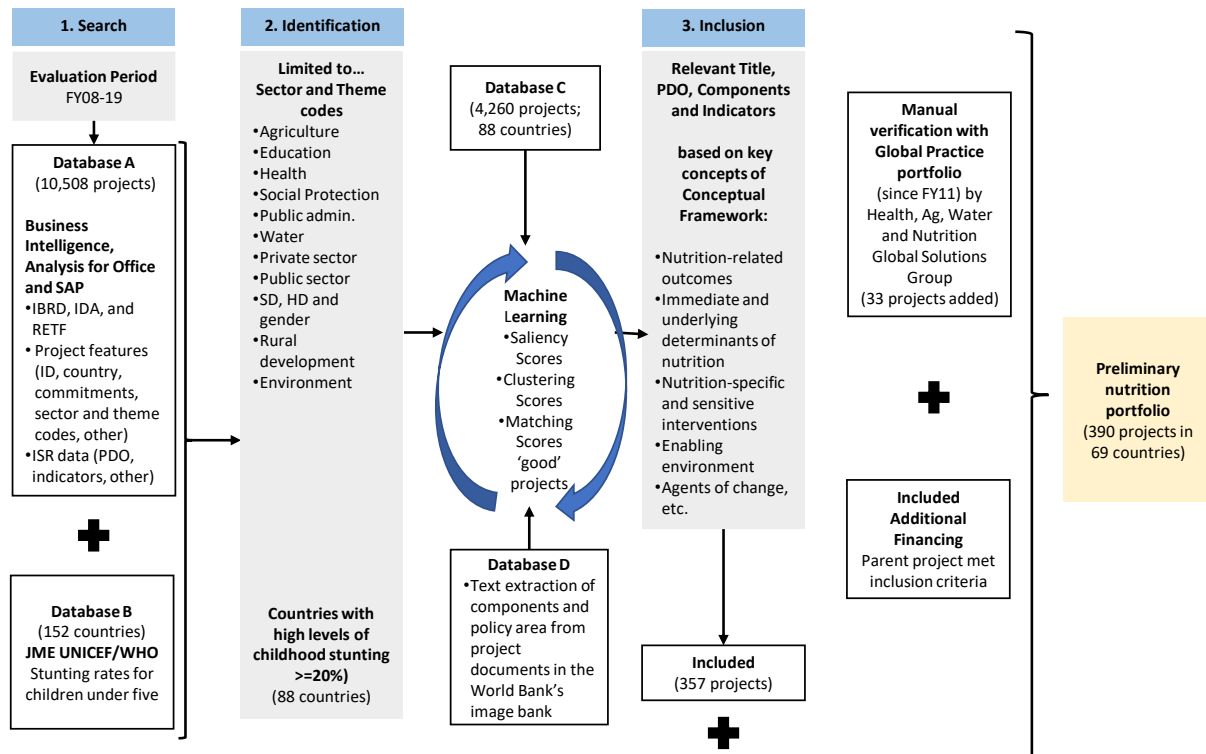 1. Search
Evaluation Period
FY08-19
Database A
(10,508 projects)
Business
Intelligence,
Analysis for Office
and SAP
•IBRD, IDA, and
RETF
• Project features
(ID, country,
commitments,
sector and theme
codes, other)
•ISR data (PDO,
indicators, other)
Database B
(152 countries)
JME UNICEF/WHO
Stunting rates for
children under five
2. Identification
Limited to…
Sector and Theme
codes
•Agriculture
•Education
•Health
•Social Protection
•Public admin.
•Water
•Private sector
•Public sector
•SD, HD and
gender
•Rural
development
•Environment
Countries with
high levels of
childhood stunting
>=20%)
(88 countries)
Database C
(4,260 projects;
88 countries)
Machine
Learning
•Saliency
Scores
•Clustering
Scores
•Matching
Scores
‘good’
projects
Database D
•Text extraction of
components and
policy area from
project
documents in the
World Bank’s
image bank
3. Inclusion
Relevant Title,
PDO, Components
and Indicators
based on key
concepts of
Conceptual
Framework:
•Nutrition-related
outcomes
•Immediate and
underlying
determinants of
nutrition
•Nutrition-specific
and sensitive
interventions
•Enabling
environment
•Agents of change,
etc.
Included
(357 projects)
Manual
verification with
Global Practice
portfolio
(since FY11) by
Health, Ag, Water
and Nutrition
Global Solutions
Group
(33 projects added)
Included
Additional
Financing
Parent project met
inclusion criteria
Preliminary
nutrition
portfolio
(390 projects in
69 countries)